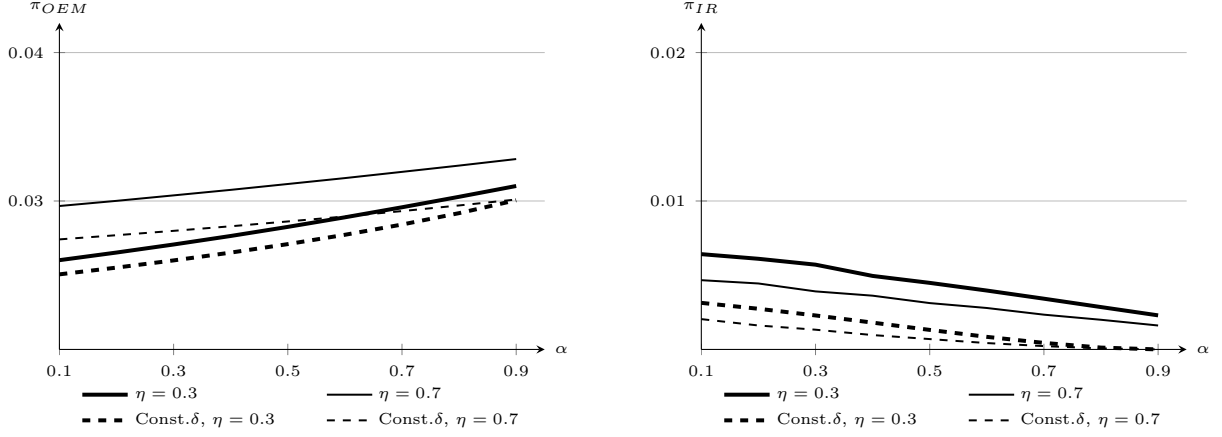 π_OEM
0.04
0.03
0.1 0.3 0.5 0.7 0.9 α
η = 0.3 η = 0.7
Const.δ, η = 0.3 Const.δ, η = 0.7
π_IR
0.02
0.01
0.1 0.3 0.5 0.7 0.9 α
η = 0.3 η = 0.7
Const.δ, η = 0.3 Const.δ, η = 0.7